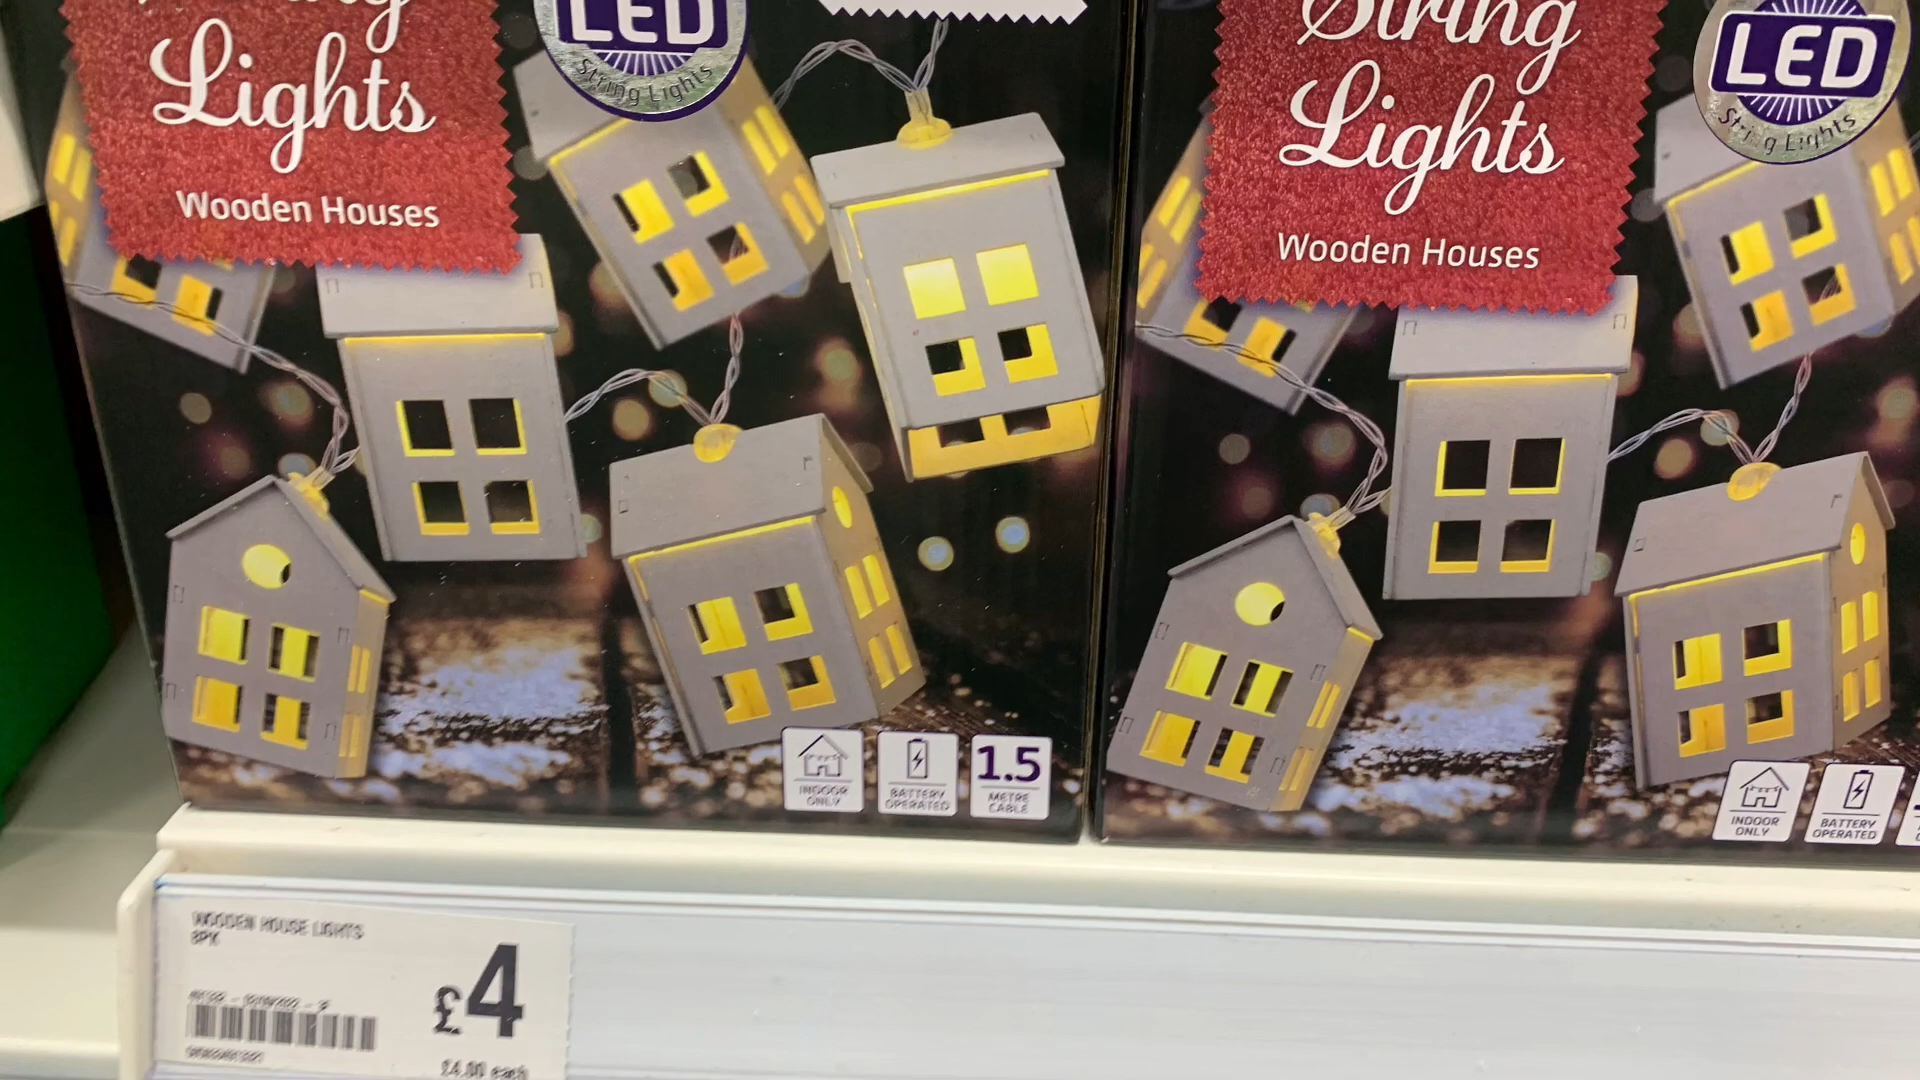 Lights
Wooden Houses
LED
String Lights
INDOOR
ONLY
BATTERY
OPERATED
1.5
METRE
CABLE
String
Lights
Wooden Houses
LED
String Lights
INDOOR
ONLY
BATTERY
OPERATED
WOODEN HOUSE LIGHTS
8PK
£4
£4.00 each